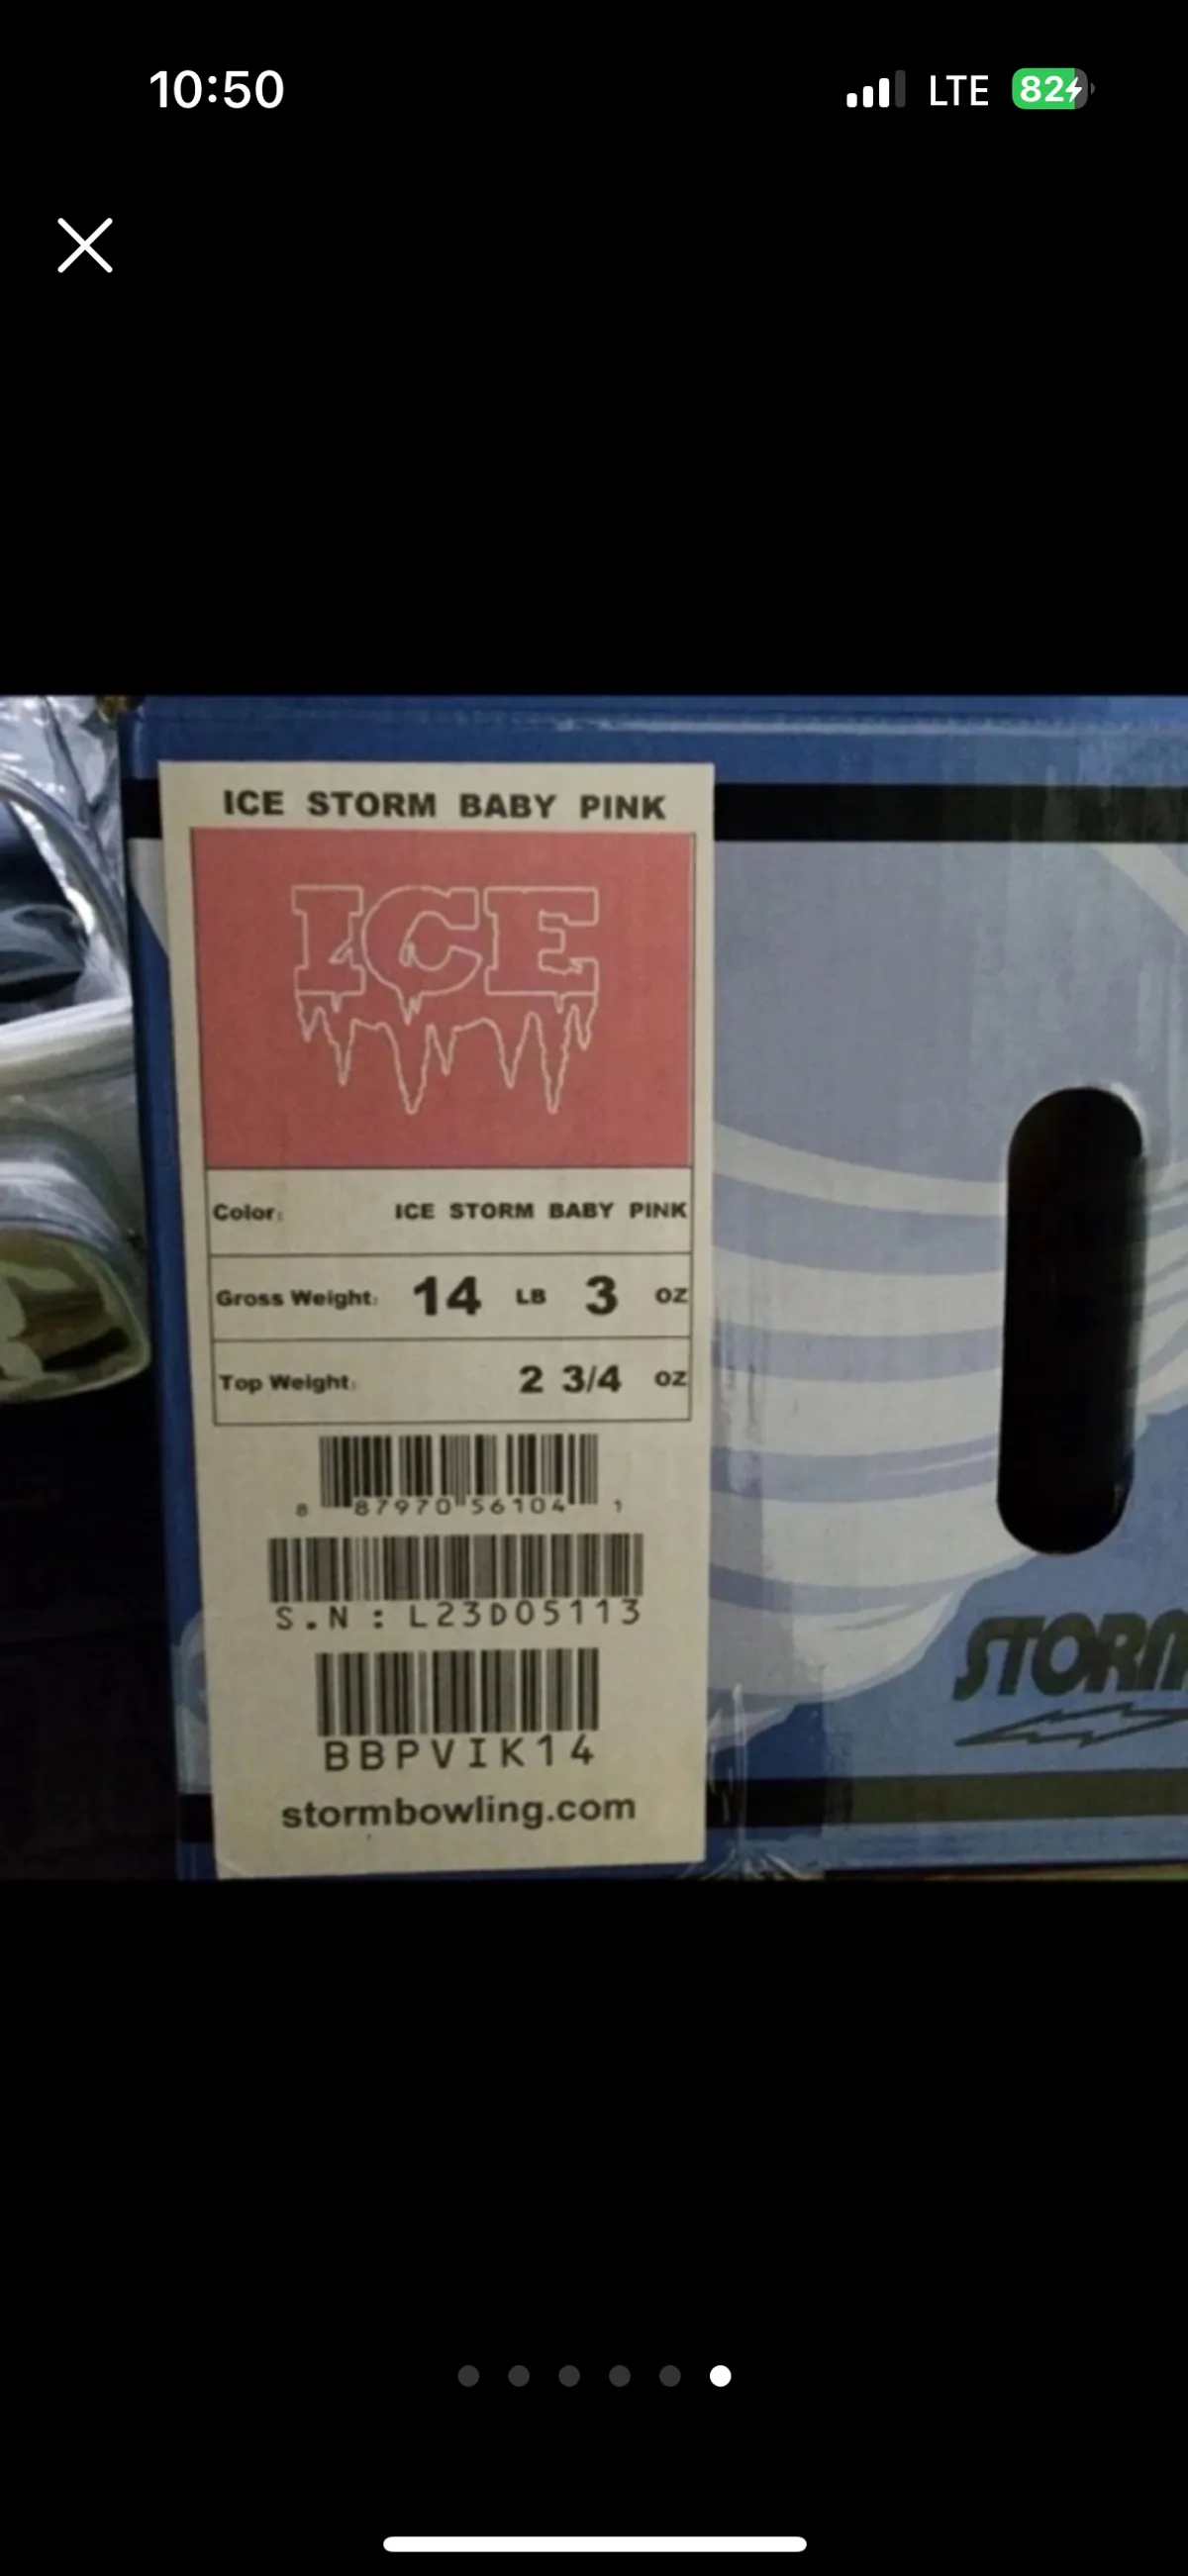 10:50 LTE 82
ICE STORM BABY PINK
ICE
Color: ICE STORM BABY PINK
Gross Weight: 14 LB 3 OZ
Top Weight: 2 3/4 OZ
8 87970 56104 1
S.N : L23D05113
BBPVIK14
stormbowling.com
STORM